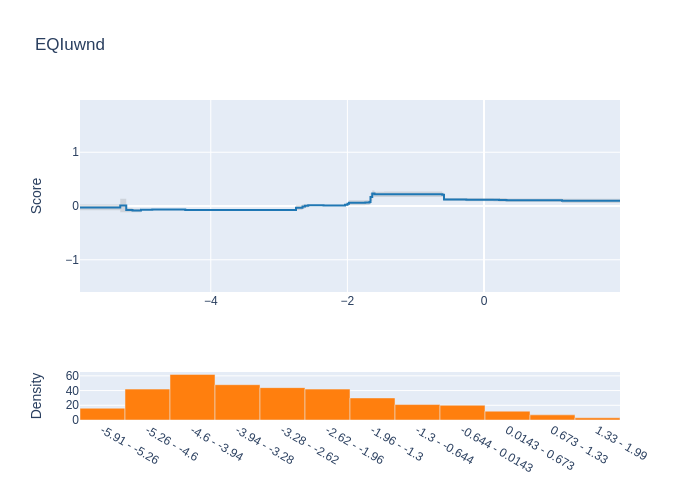 EQIuwnd
Score
1
0
−1
−4
−2
0
Density
60
40
20
0
-5.91 - -5.26
-5.26 - -4.6
-4.6 - -3.94
-3.94 - -3.28
-3.28 - -2.62
-2.62 - -1.96
-1.96 - -1.3
-1.3 - -0.644
-0.644 - 0.0143
0.0143 - 0.673
0.673 - 1.33
1.33 - 1.99